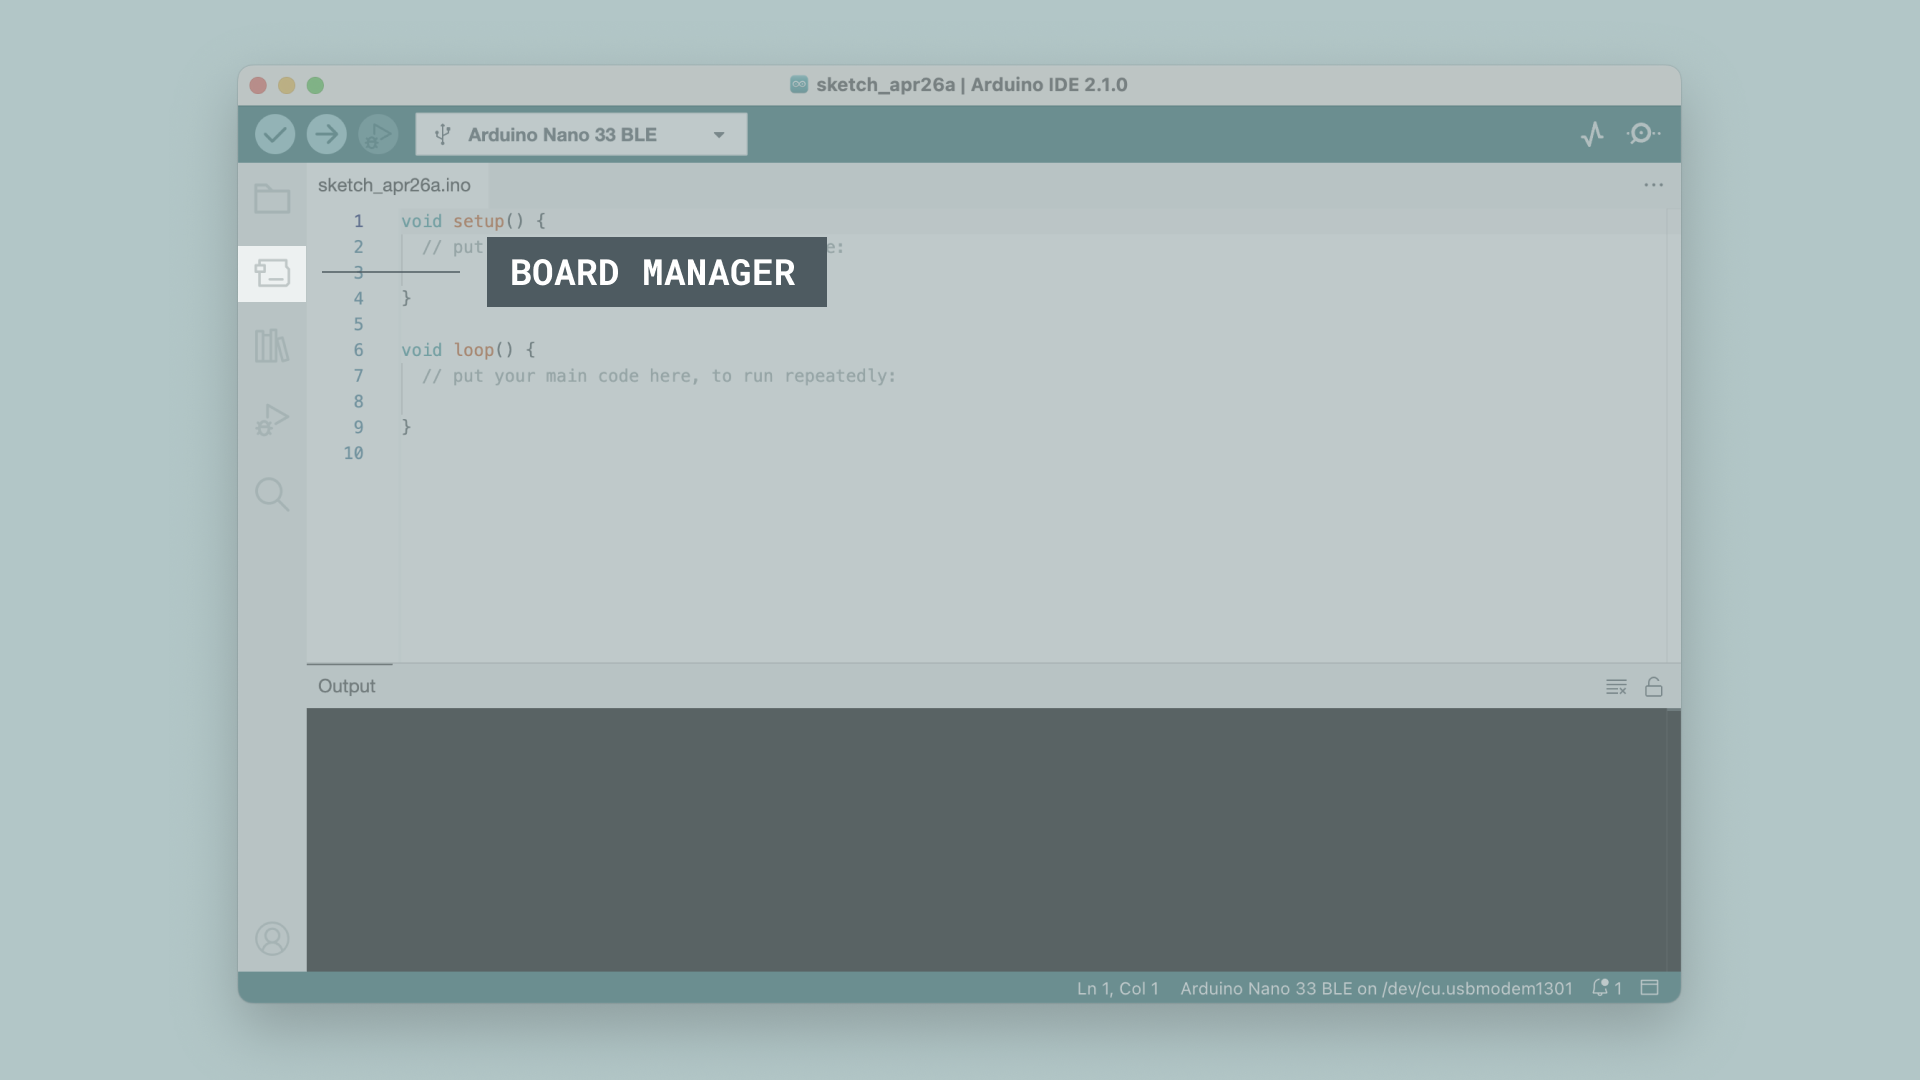 sketch_apr26a | Arduino IDE 2.1.0
Arduino Nano 33 BLE
sketch_apr26a.ino
1 void setup() {
2 // put e:
BOARD MANAGER
3
4 }
5
6 void loop() {
7 // put your main code here, to run repeatedly:
8
9 }
10
Output
Ln 1, Col 1 Arduino Nano 33 BLE on /dev/cu.usbmodem1301 1